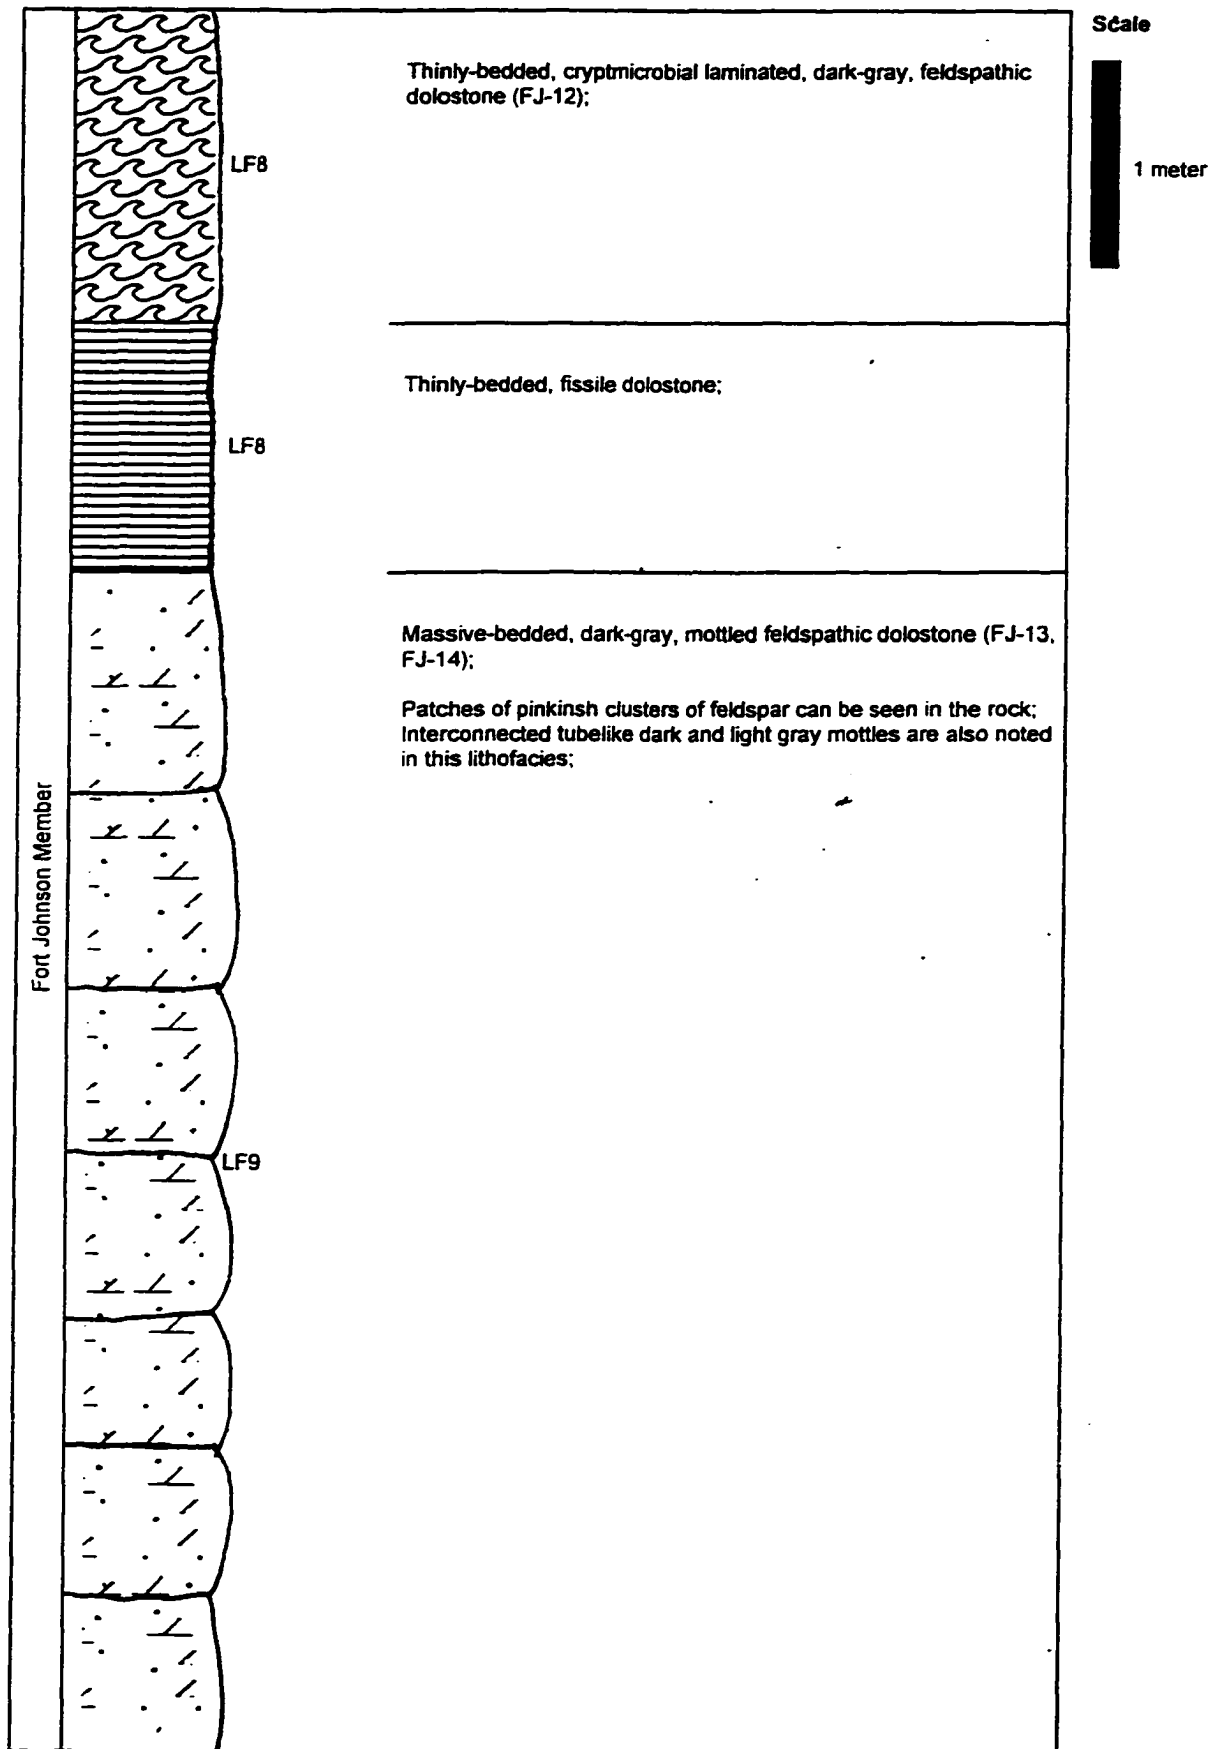 Scale
Thinly-bedded, cryptmicrobial laminated, dark-gray, feldspathic
dolostone (FJ-12);
LF8
1 meter
Thinly-bedded, fissile dolostone;
LF8
Massive-bedded, dark-gray, mottled feldspathic dolostone (FJ-13,
FJ-14);
Patches of pinkinsh clusters of feldspar can be seen in the rock;
Interconnected tubelike dark and light gray mottles are also noted
in this lithofacies;
Fort Johnson Member
LF9